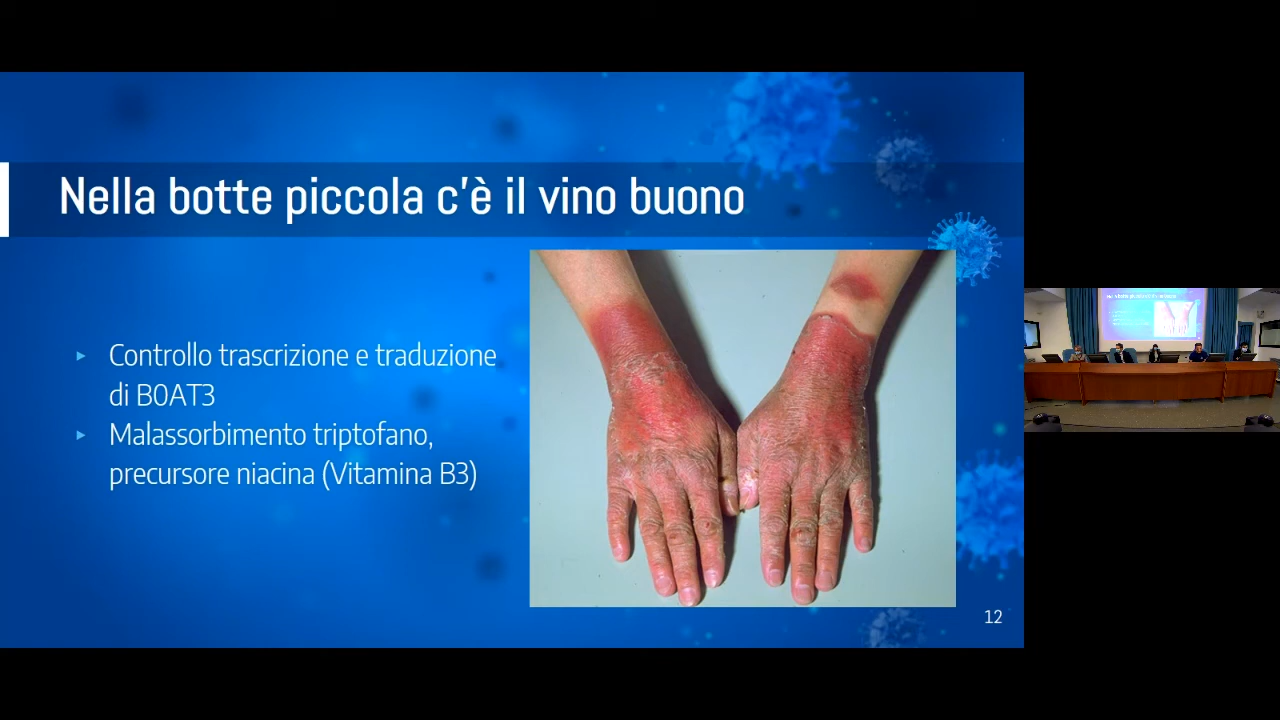 Nella botte piccola c'è il vino buono
▸ Controllo trascrizione e traduzione
di B0AT3
▸ Malassorbimento triptofano,
precursore niacina (Vitamina B3)
12